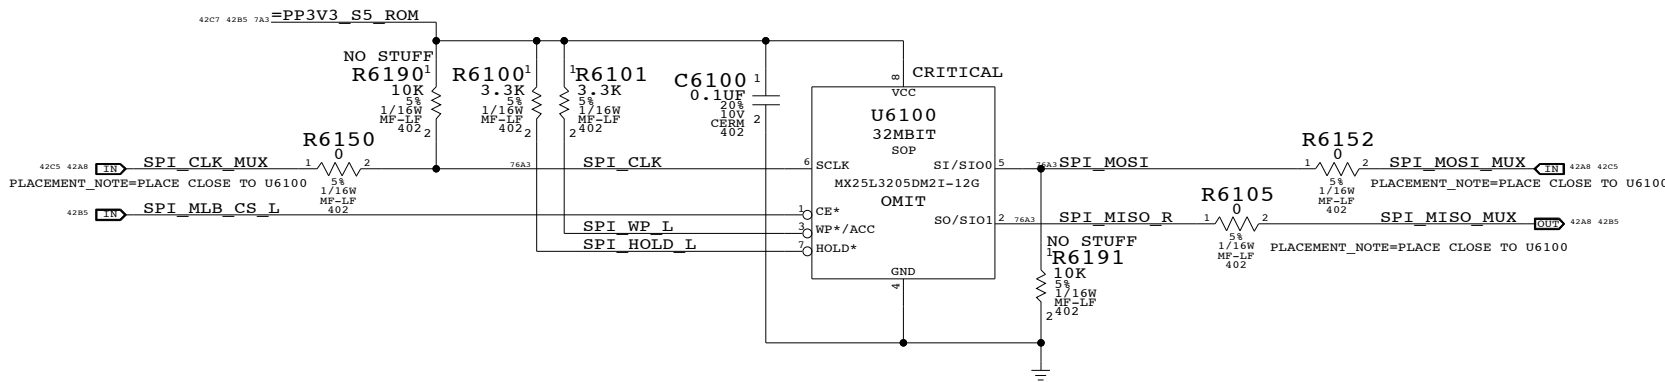 42C7 42B5 7A3 =PP3V3_S5_ROM
NO STUFF
R6190
1
10K
5%
1/16W
MF-LF
402
2
R6100
1
3.3K
5%
1/16W
MF-LF
402
2
1
R6101
3.3K
5%
1/16W
MF-LF
402
2
C6100
1
0.1UF
20%
10V
CERM
402
2
8
CRITICAL
VCC
U6100
32MBIT
SOP
MX25L3205DM2I-12G
OMIT
6 SCLK
SI/SIO0 5
1 CE*
SO/SIO1 2
3 WP*/ACC
7 HOLD*
GND
4
R6150
0
1 2
5%
1/16W
MF-LF
402
42C5 42A8 IN SPI_CLK_MUX
PLACEMENT_NOTE=PLACE CLOSE TO U6100
76A3 SPI_CLK
42B5 IN SPI_MLB_CS_L
SPI_WP_L
SPI_HOLD_L
76A3 SPI_MOSI
R6152
0
1 2
5%
1/16W
MF-LF
402
SPI_MOSI_MUX IN 42A8 42C5
PLACEMENT_NOTE=PLACE CLOSE TO U6100
76A3 SPI_MISO_R
R6105
0
1 2
5%
1/16W
MF-LF
402
SPI_MISO_MUX OUT 42A8 42B5
PLACEMENT_NOTE=PLACE CLOSE TO U6100
NO STUFF
1
R6191
10K
5%
1/16W
MF-LF
402
2